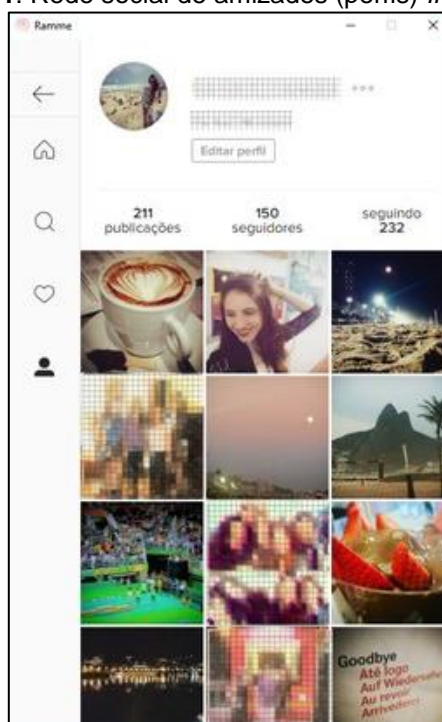 Rede social de amizades (perfil)
Ramme
Editar perfil
211
publicações
150
seguidores
seguindo
232
Goodbye
Até logo
Auf Wiedersehen
Au revoir
Arrivederci